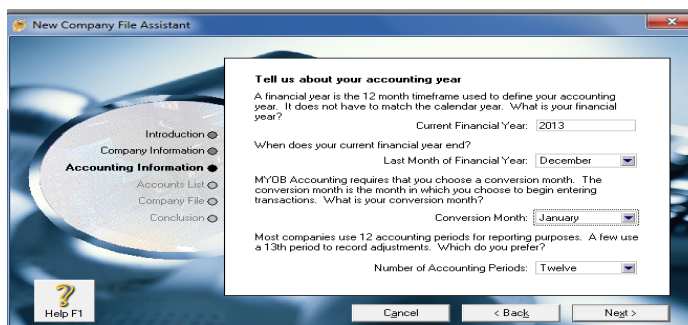 New Company File Assistant
Tell us about your accounting year
A financial year is the 12 month timeframe used to define your accounting
year. It does not have to match the calendar year. What is your financial
year?
Current Financial Year: 2013
When does your current financial year end?
Last Month of Financial Year: December
MYOB Accounting requires that you choose a conversion month. The
conversion month is the month in which you choose to begin entering
transactions. What is your conversion month?
Conversion Month: January
Most companies use 12 accounting periods for reporting purposes. A few use
a 13th period to record adjustments. Which do you prefer?
Number of Accounting Periods: Twelve
Introduction
Company Information
Accounting Information
Accounts List
Company File
Conclusion
Help F1
Cancel
< Back
Next >